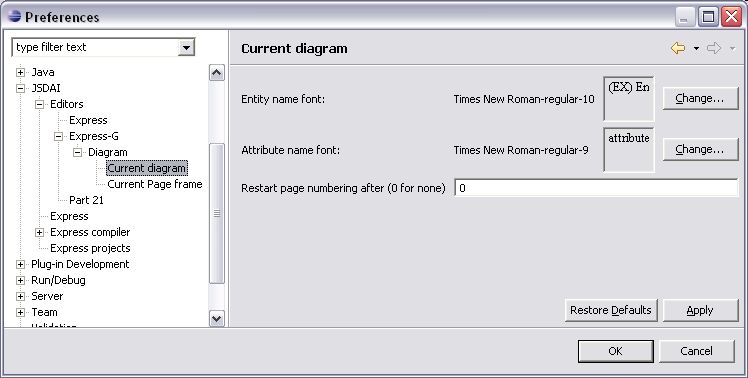 Preferences
type filter text
Java
JSDAI
Editors
Express
Express-G
Diagram
Current diagram
Current Page frame
Part 21
Express
Express compiler
Express projects
Plug-in Development
Run/Debug
Server
Team
Validation
Current diagram
Entity name font: Times New Roman-regular-10 (EX) En Change...
Attribute name font: Times New Roman-regular-9 attribute Change...
Restart page numbering after (0 for none) 0
Restore Defaults Apply
OK Cancel